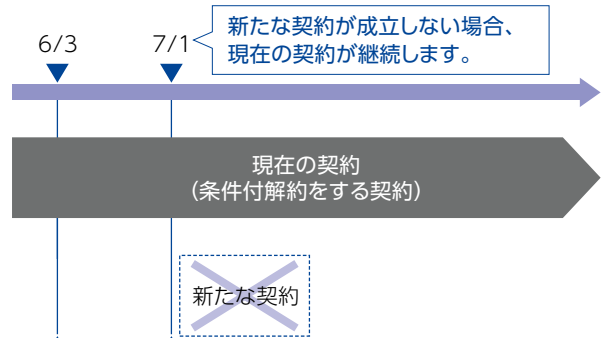 6/3
7/1
新たな契約が成立しない場合、
現在の契約が継続します。
現在の契約
(条件付解約をする契約)
新たな契約